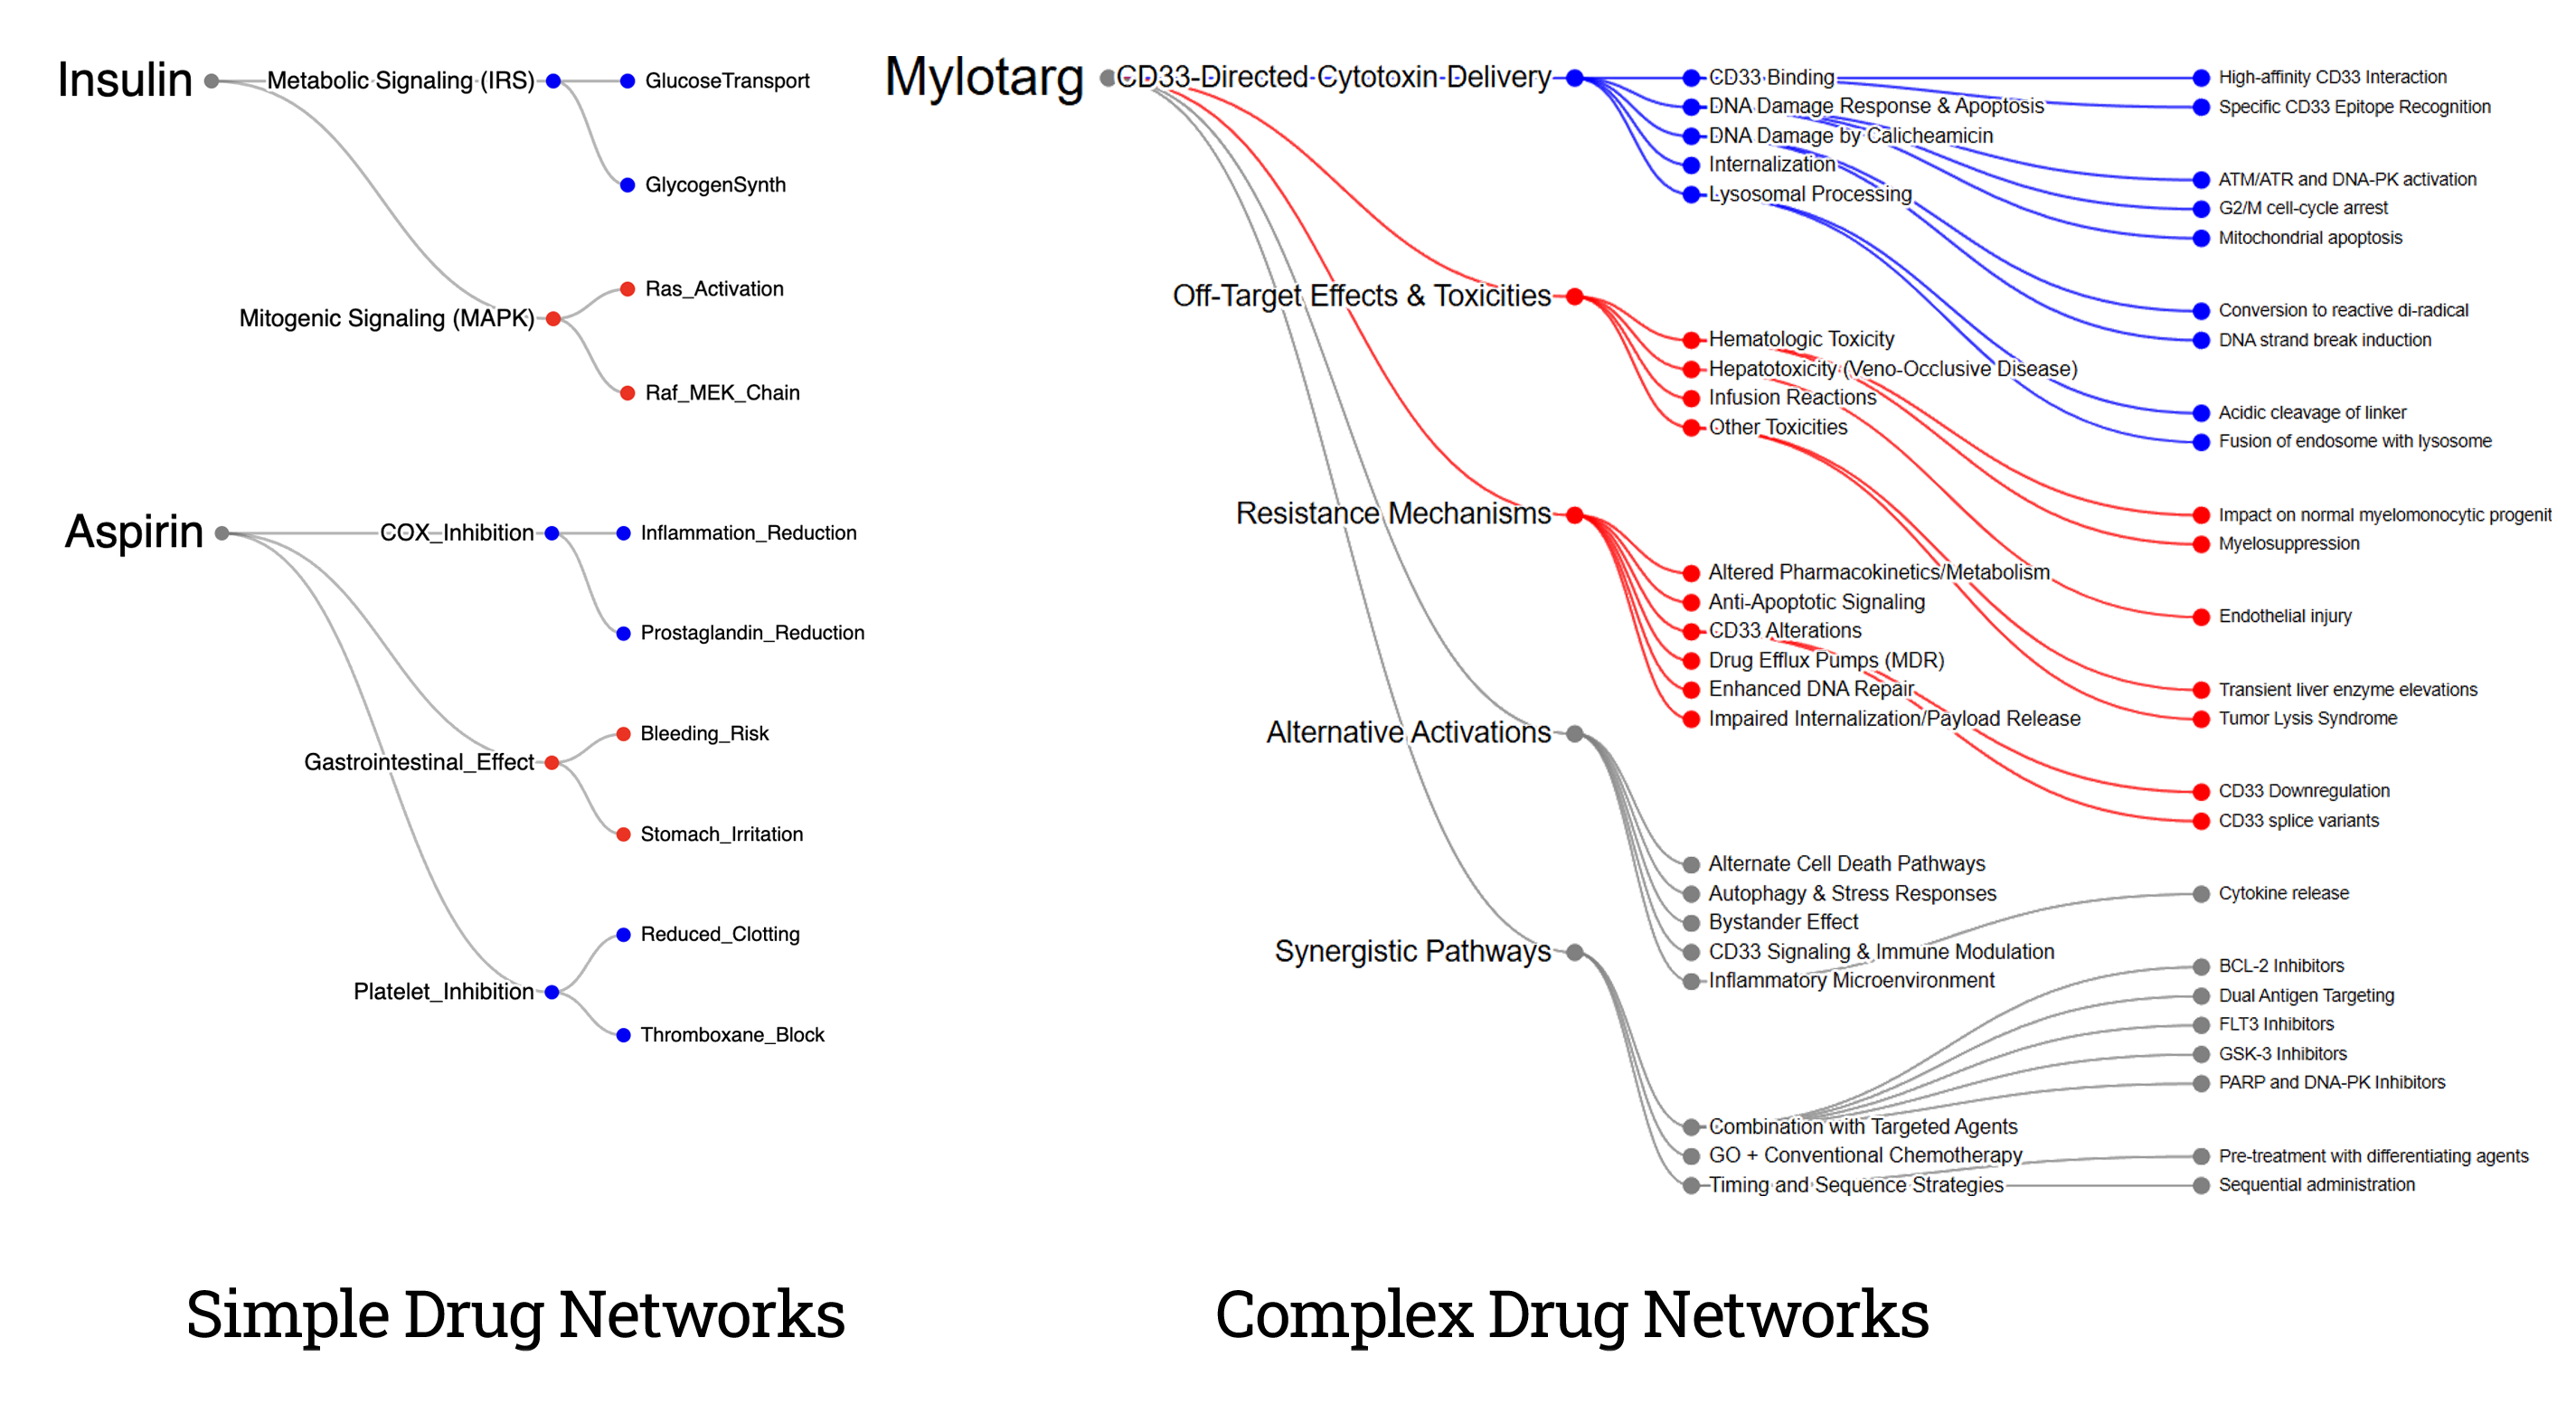 Insulin
Metabolic Signaling (IRS)
GlucoseTransport
GlycogenSynth
Mitogenic Signaling (MAPK)
Ras_Activation
Raf_MEK_Chain
Aspirin
COX_Inhibition
Inflammation_Reduction
Prostaglandin_Reduction
Gastrointestinal_Effect
Bleeding_Risk
Stomach_Irritation
Platelet_Inhibition
Reduced_Clotting
Thromboxane_Block
Simple Drug Networks
Mylotarg
CD33-Directed Cytotoxin Delivery
CD33 Binding
DNA Damage Response & Apoptosis
DNA Damage by Calicheamicin
Internalization
Lysosomal Processing
High-affinity CD33 Interaction
Specific CD33 Epitope Recognition
ATM/ATR and DNA-PK activation
G2/M cell-cycle arrest
Mitochondrial apoptosis
Conversion to reactive di-radical
DNA strand break induction
Acidic cleavage of linker
Fusion of endosome with lysosome
Off-Target Effects & Toxicities
Hematologic Toxicity
Hepatotoxicity (Veno-Occlusive Disease)
Infusion Reactions
Other Toxicities
Impact on normal myelomonocytic progenit
Myelosuppression
Endothelial injury
Transient liver enzyme elevations
Tumor Lysis Syndrome
Resistance Mechanisms
Altered Pharmacokinetics/Metabolism
Anti-Apoptotic Signaling
CD33 Alterations
Drug Efflux Pumps (MDR)
Enhanced DNA Repair
Impaired Internalization/Payload Release
CD33 Downregulation
CD33 splice variants
Alternative Activations
Alternate Cell Death Pathways
Autophagy & Stress Responses
Bystander Effect
CD33 Signaling & Immune Modulation
Inflammatory Microenvironment
Cytokine release
Synergistic Pathways
Combination with Targeted Agents
GO + Conventional Chemotherapy
Timing and Sequence Strategies
BCL-2 Inhibitors
Dual Antigen Targeting
FLT3 Inhibitors
GSK-3 Inhibitors
PARP and DNA-PK Inhibitors
Pre-treatment with differentiating agents
Sequential administration
Complex Drug Networks